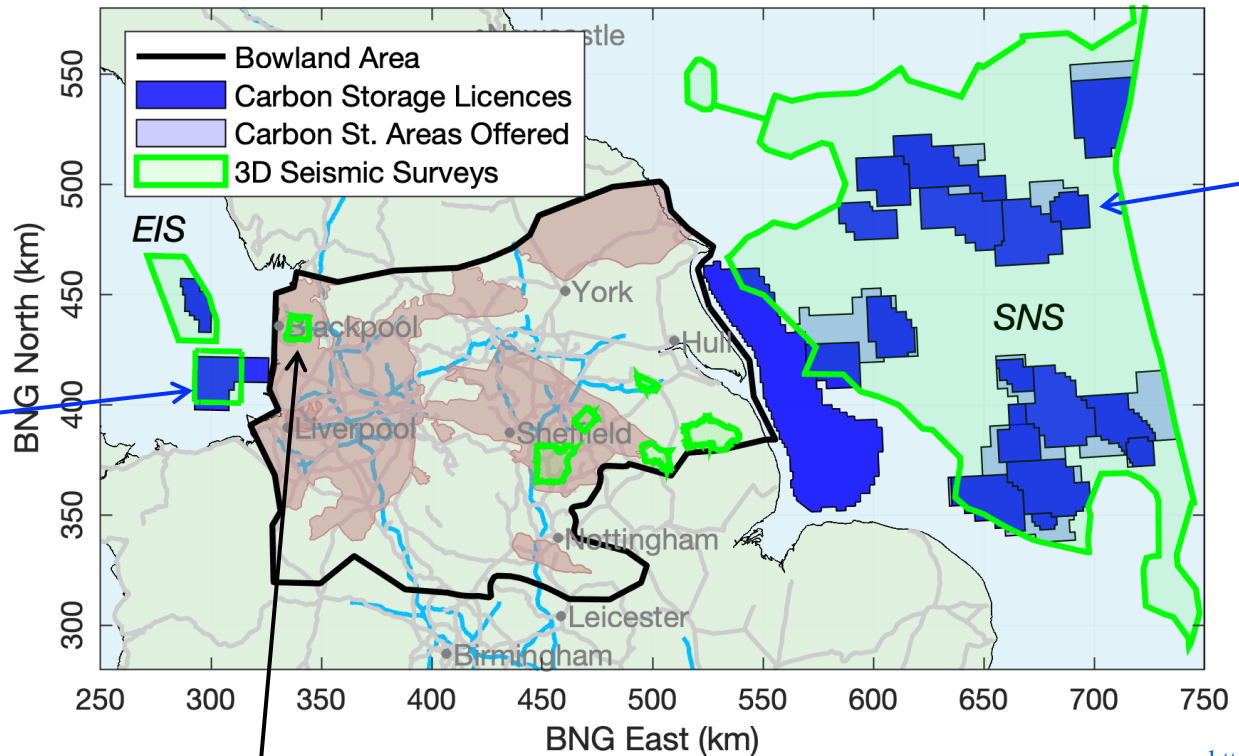 Newcastle
Bowland Area
Carbon Storage Licences
Carbon St. Areas Offered
3D Seismic Surveys
EIS
York
Blackpool
SNS
Hull
Liverpool
Sheffield
Nottingham
Leicester
Birmingham
550
500
450
400
350
300
BNG North (km)
250 300 350 400 450 500 550 600 650 700 750
BNG East (km)